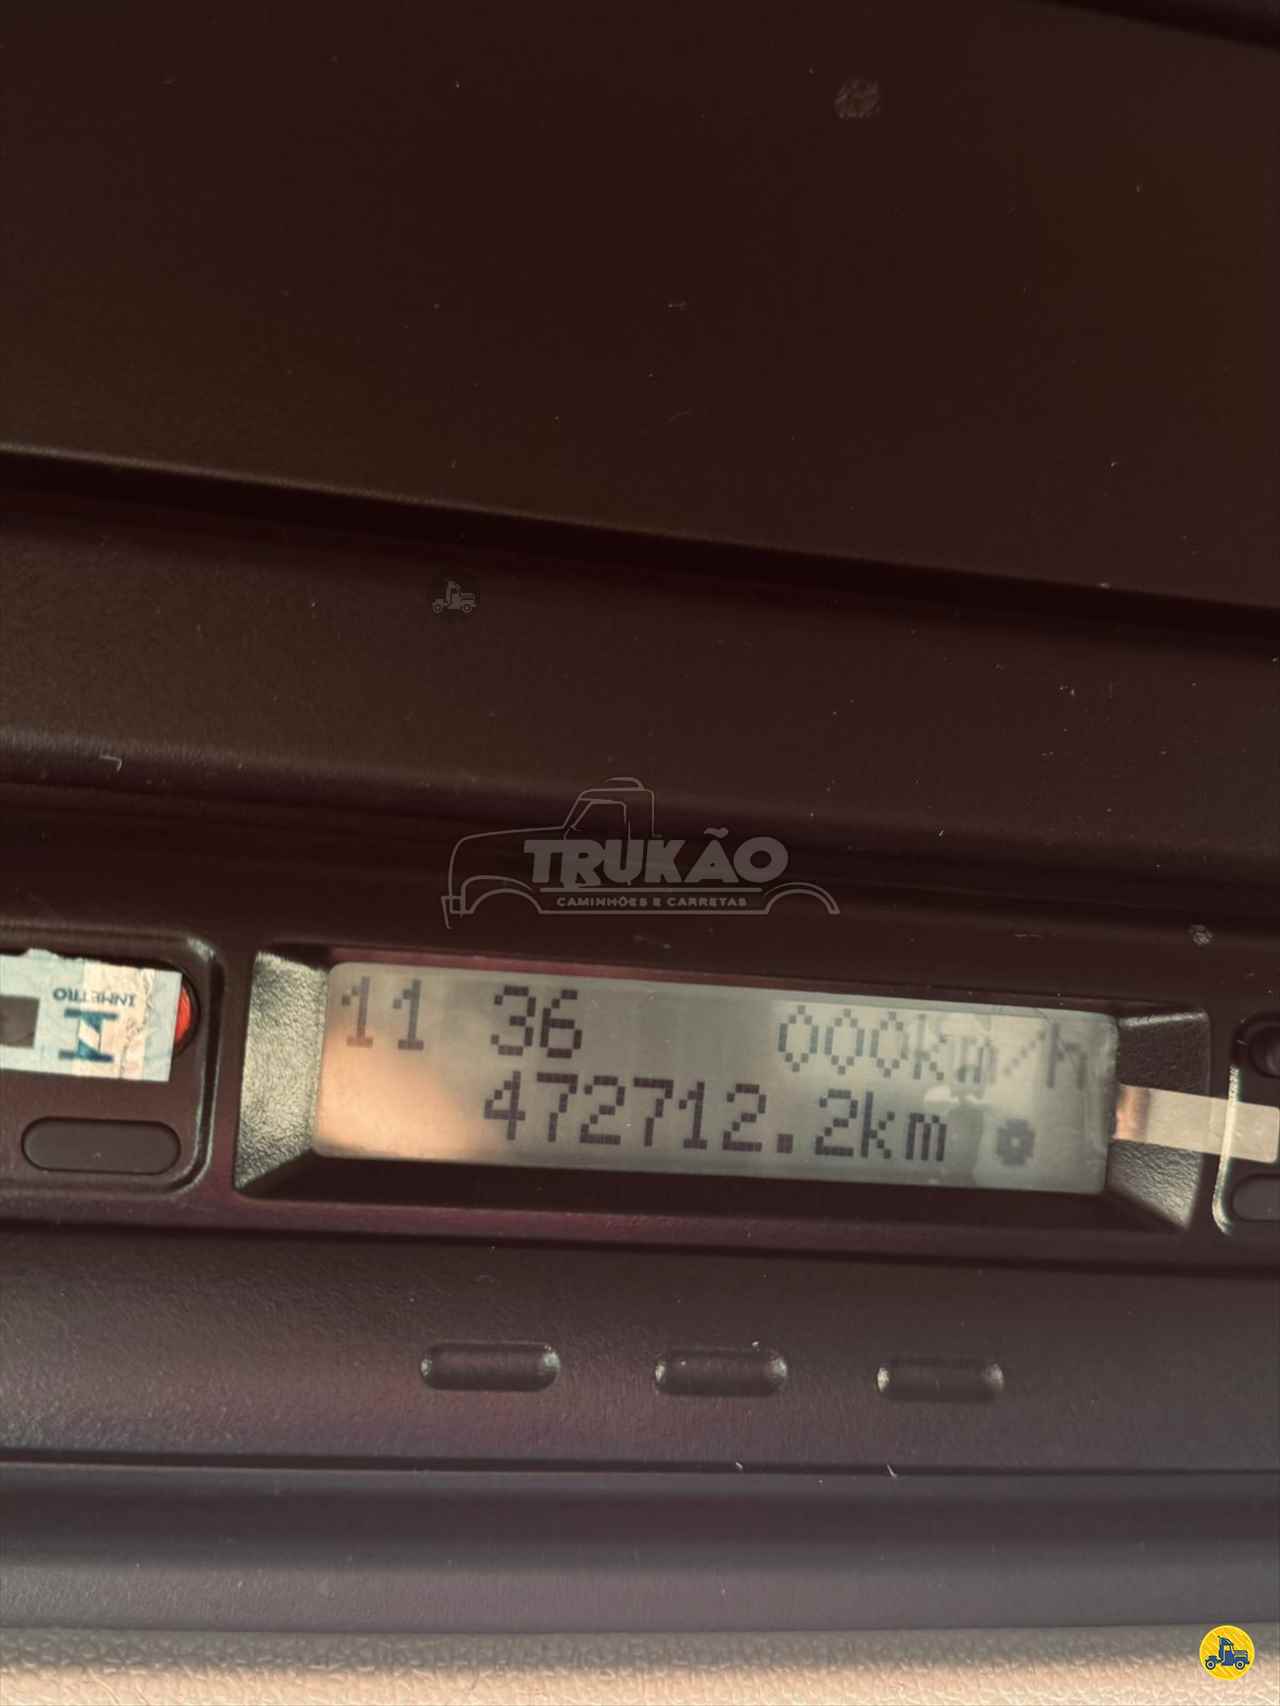 TRUKÃO
CAMINHÕES E CARRETAS
INMETRO
11 36 000km/h
472712.2km